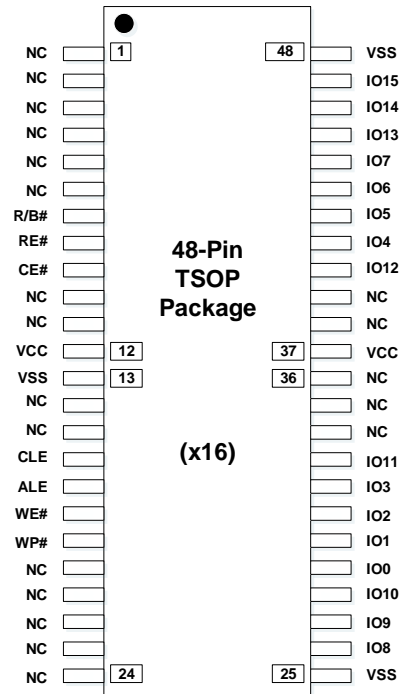 NC 1 48 VSS
NC IO15
NC IO14
NC IO13
NC IO7
NC IO6
R/B# IO5
RE# IO4
CE# IO12
NC NC
NC NC
48-Pin
TSOP
Package
VCC 12 37 VCC
VSS 13 36 NC
NC NC
NC NC
CLE IO11
(x16)
ALE IO3
WE# IO2
WP# IO1
NC IO0
NC IO10
NC IO9
NC IO8
NC 24 25 VSS